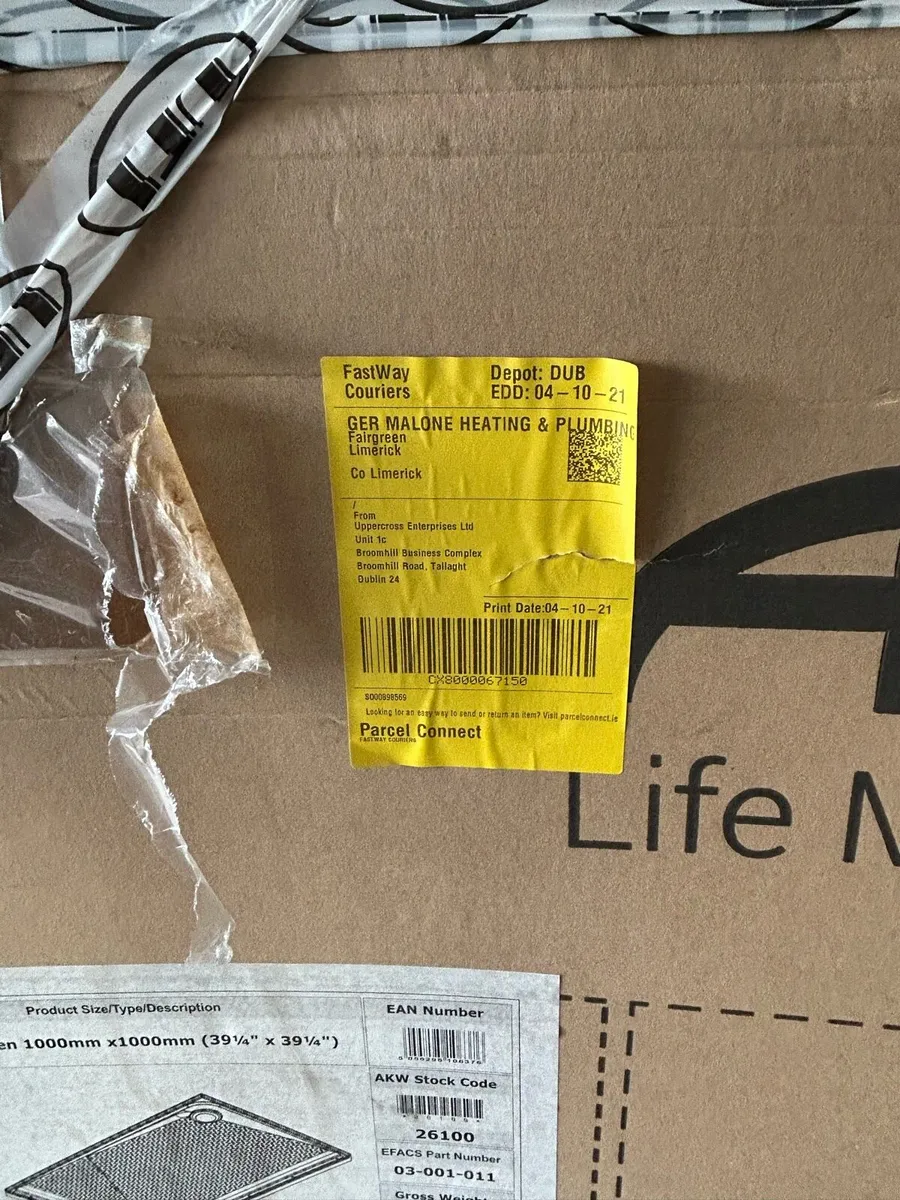 FastWay Couriers
Depot: DUB
EDD: 04-10-21
GER MALONE HEATING & PLUMBING
Fairgreen
Limerick
Co Limerick
/
From
Uppercross Enterprises Ltd
Unit 1c
Broomhill Business Complex
Broomhill Road, Tallaght
Dublin 24
Print Date:04-10-21
CX8000067150
SO00898569
Looking for an easy way to send or return an item? Visit parcelconnect.ie
Parcel Connect
FASTWAY COURIERS
Life
Product Size/Type/Description
en 1000mm x1000mm (39¼" x 39¼")
EAN Number
AKW Stock Code
26100
EFACS Part Number
03-001-011
Gross Weight